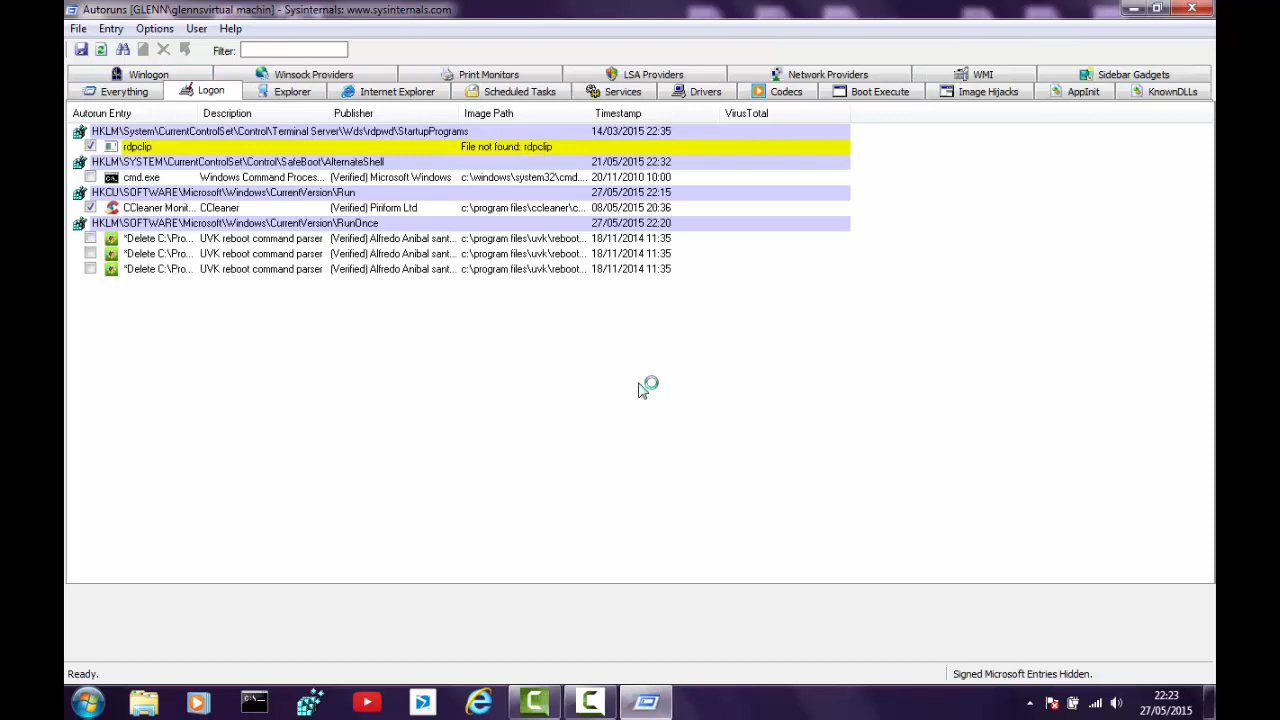 Autoruns [GLENN\glennsvirtual machin] - Sysinternals: www.sysinternals.com
File Entry Options User Help
Filter:
Winlogon Winsock Providers Print Monitors LSA Providers Network Providers WMI Sidebar Gadgets
Everything Logon Explorer Internet Explorer Scheduled Tasks Services Drivers Codecs Boot Execute Image Hijacks AppInit KnownDLLs
Autorun Entry Description Publisher Image Path Timestamp VirusTotal
HKLM\System\CurrentControlSet\Control\Terminal Server\Wds\rdpwd\StartupPrograms 14/03/2015 22:35
rdpclip File not found: rdpclip
HKLM\SYSTEM\CurrentControlSet\Control\SafeBoot\AlternateShell 21/05/2015 22:32
cmd.exe Windows Command Proces... (Verified) Microsoft Windows c:\windows\system32\cmd.... 20/11/2010 10:00
HKCU\SOFTWARE\Microsoft\Windows\CurrentVersion\Run 27/05/2015 22:15
CCleaner Monit... CCleaner (Verified) Piriform Ltd c:\program files\ccleaner\c... 08/05/2015 20:36
HKLM\SOFTWARE\Microsoft\Windows\CurrentVersion\RunOnce 27/05/2015 22:20
*Delete C:\Pro... UVK reboot command parser (Verified) Alfredo Anibal sant... c:\program files\uvk\reboot... 18/11/2014 11:35
*Delete C:\Pro... UVK reboot command parser (Verified) Alfredo Anibal sant... c:\program files\uvk\reboot... 18/11/2014 11:35
*Delete C:\Pro... UVK reboot command parser (Verified) Alfredo Anibal sant... c:\program files\uvk\reboot... 18/11/2014 11:35
Ready. Signed Microsoft Entries Hidden.
22:23
27/05/2015